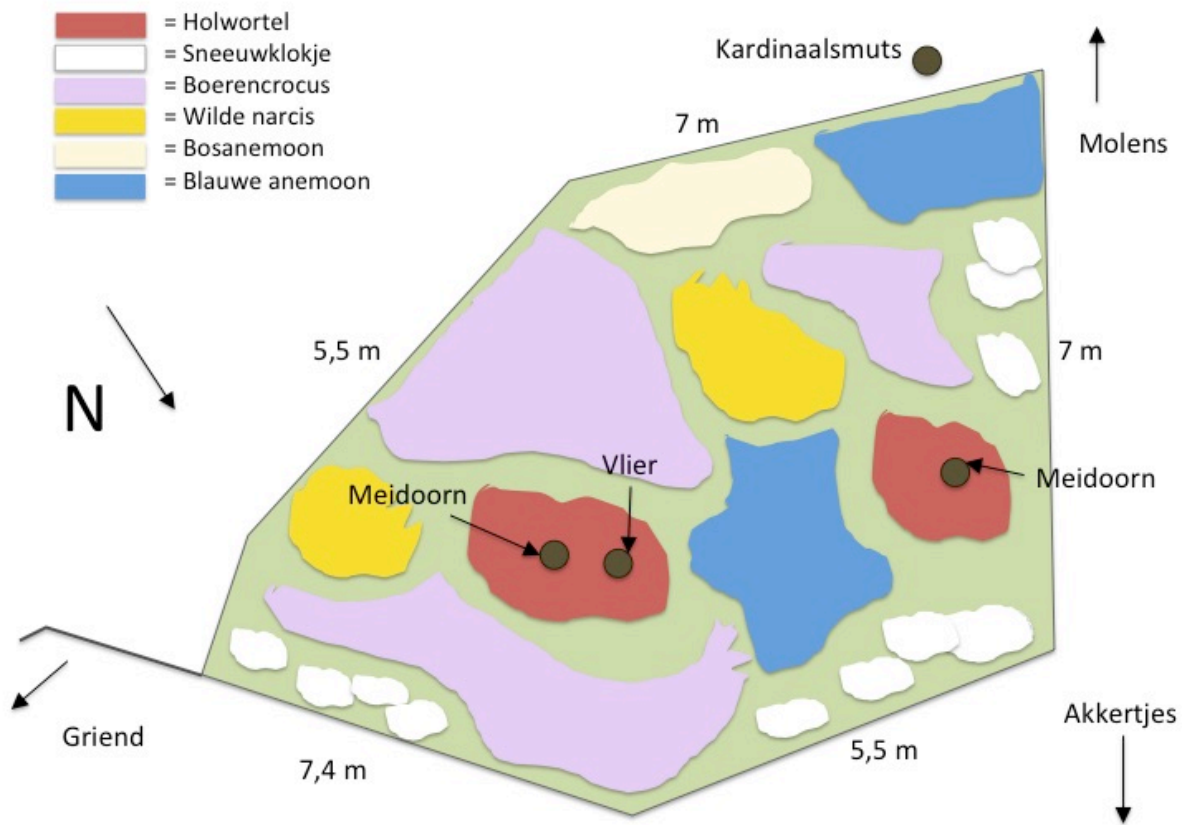 = Holwortel
= Sneeuwklokje
= Boerencrocus
= Wilde narcis
= Bosanemoon
= Blauwe anemoon
Kardinaalsmuts
7 m
Molens
5,5 m
7 m
N
Vlier
Meidoorn
Meidoorn
Griend
Akkertjes
5,5 m
7,4 m